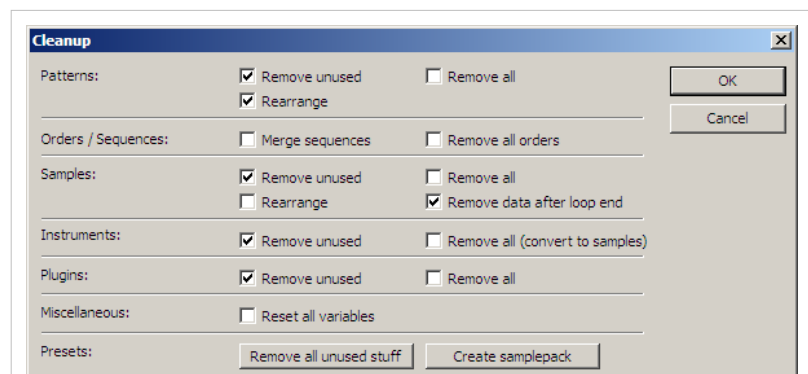 Cleanup
Patterns: Remove unused Remove all OK
Rearrange
Cancel
Orders / Sequences: Merge sequences Remove all orders
Samples: Remove unused Remove all
Rearrange Remove data after loop end
Instruments: Remove unused Remove all (convert to samples)
Plugins: Remove unused Remove all
Miscellaneous: Reset all variables
Presets: Remove all unused stuff Create samplepack